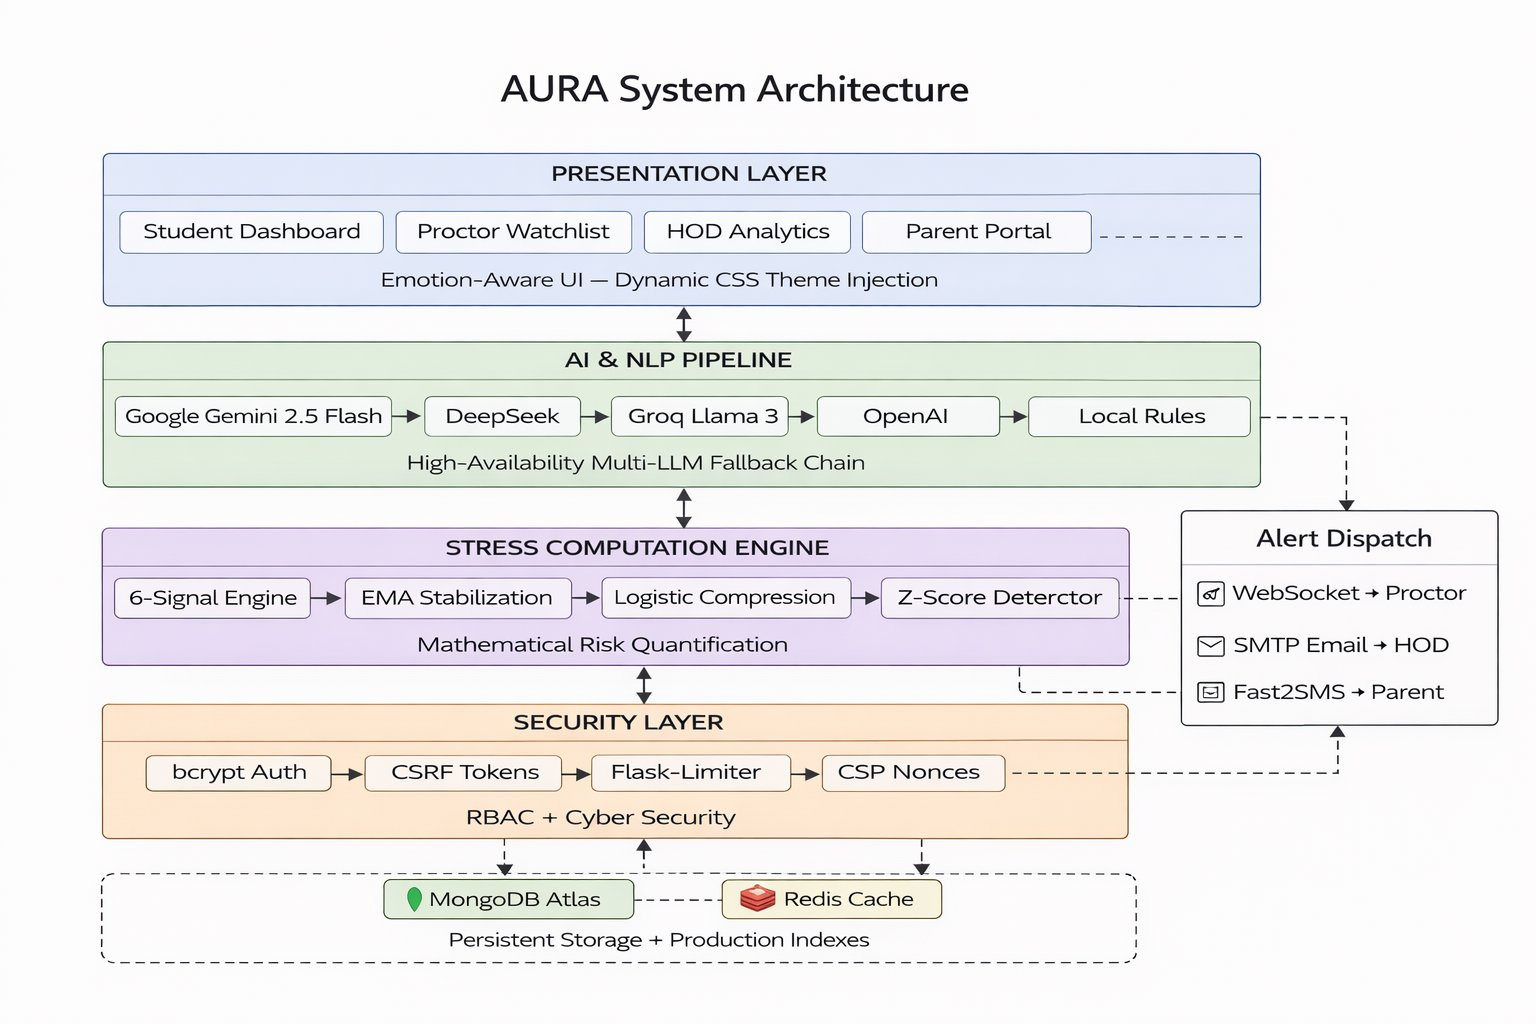 AURA System Architecture
PRESENTATION LAYER
Student Dashboard
Proctor Watchlist
HOD Analytics
Parent Portal
Emotion-Aware UI — Dynamic CSS Theme Injection
AI & NLP PIPELINE
Google Gemini 2.5 Flash
DeepSeek
Groq Llama 3
OpenAI
Local Rules
High-Availability Multi-LLM Fallback Chain
STRESS COMPUTATION ENGINE
6-Signal Engine
EMA Stabilization
Logistic Compression
Z-Score Deterctor
Mathematical Risk Quantification
Alert Dispatch
WebSocket → Proctor
SMTP Email → HOD
Fast2SMS → Parent
SECURITY LAYER
bcrypt Auth
CSRF Tokens
Flask-Limiter
CSP Nonces
RBAC + Cyber Security
MongoDB Atlas
Redis Cache
Persistent Storage + Production Indexes